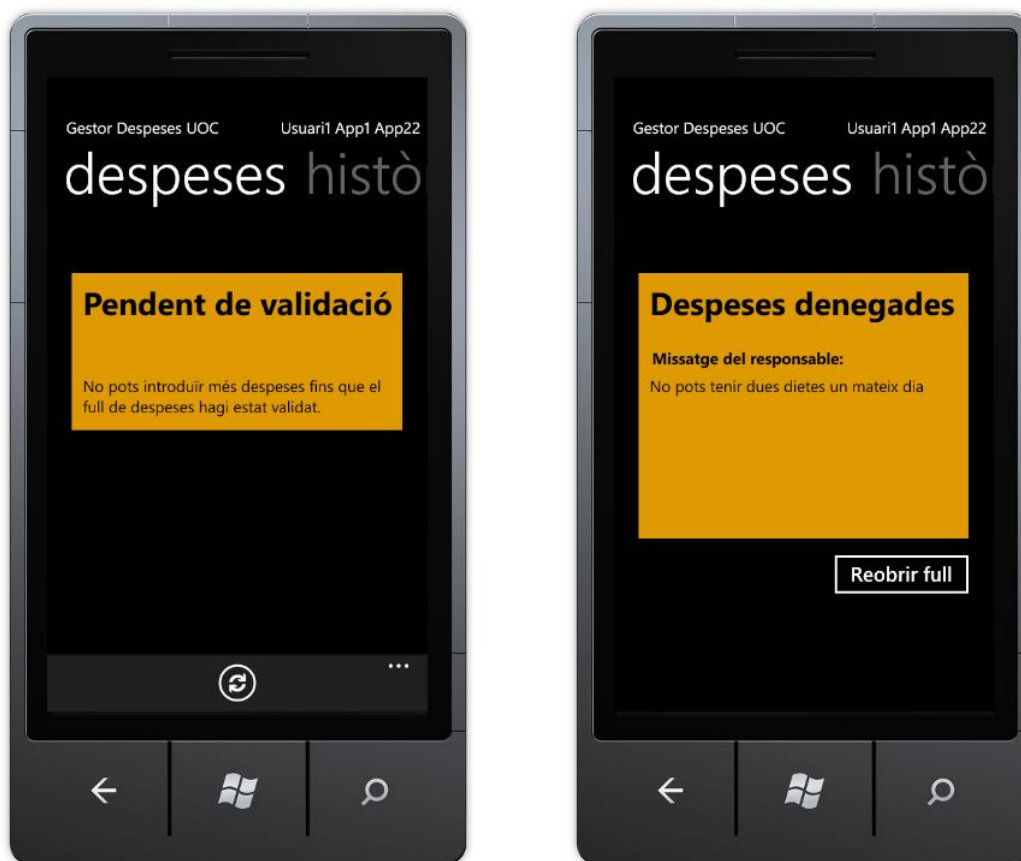 Gestor Despeses UOC Usuari1 App1 App22
despeses histò
Pendent de validació
No pots introduïr més despeses fins que el
full de despeses hagi estat validat.
Gestor Despeses UOC Usuari1 App1 App22
despeses histò
Despeses denegades
Missatge del responsable:
No pots tenir dues dietes un mateix dia
Reobrir full